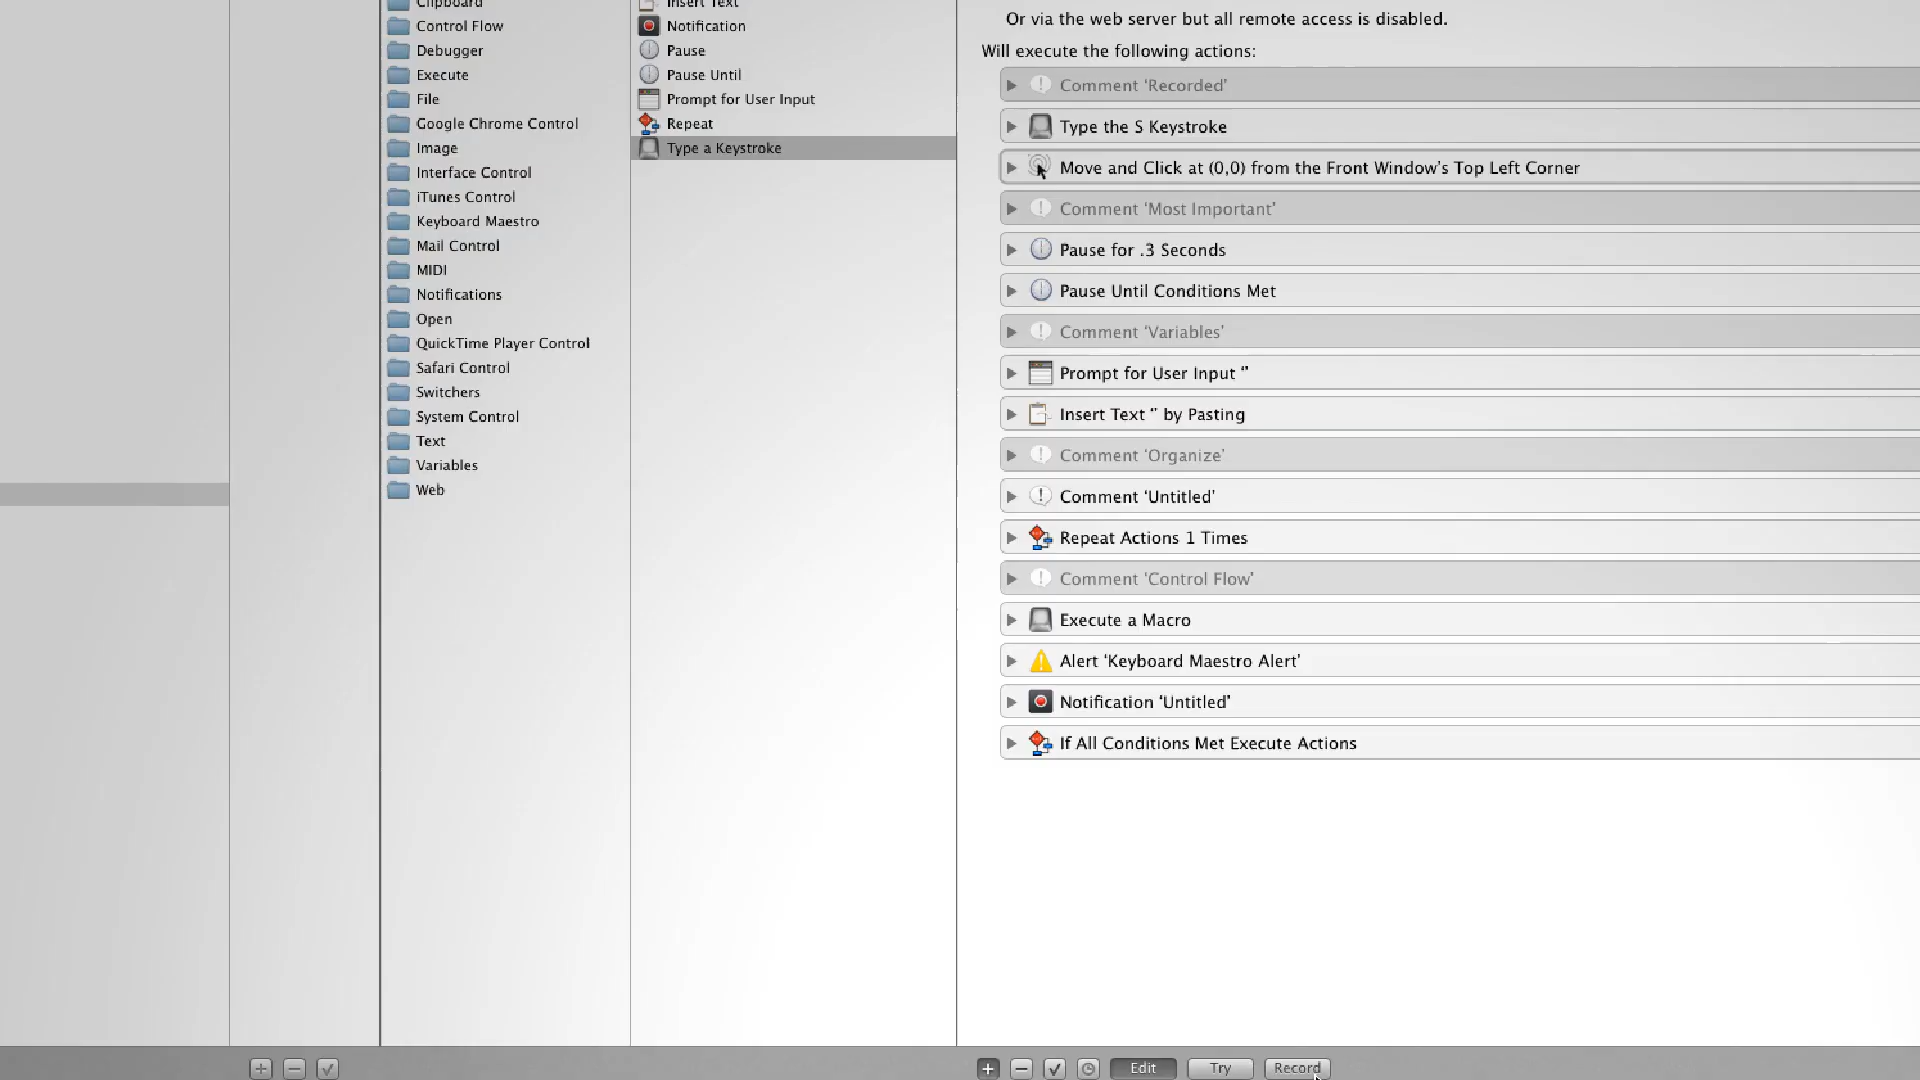 Clipboard
Control Flow
Debugger
Execute
File
Google Chrome Control
Image
Interface Control
iTunes Control
Keyboard Maestro
Mail Control
MIDI
Notifications
Open
QuickTime Player Control
Safari Control
Switchers
System Control
Text
Variables
Web
Insert Text
Notification
Pause
Pause Until
Prompt for User Input
Repeat
Type a Keystroke
Or via the web server but all remote access is disabled.
Will execute the following actions:
Comment ‘Recorded’
Type the S Keystroke
Move and Click at (0,0) from the Front Window’s Top Left Corner
Comment ‘Most Important’
Pause for .3 Seconds
Pause Until Conditions Met
Comment ‘Variables’
Prompt for User Input “”
Insert Text “” by Pasting
Comment ‘Organize’
Comment ‘Untitled’
Repeat Actions 1 Times
Comment ‘Control Flow’
Execute a Macro
Alert ‘Keyboard Maestro Alert’
Notification ‘Untitled’
If All Conditions Met Execute Actions
Edit
Try
Record